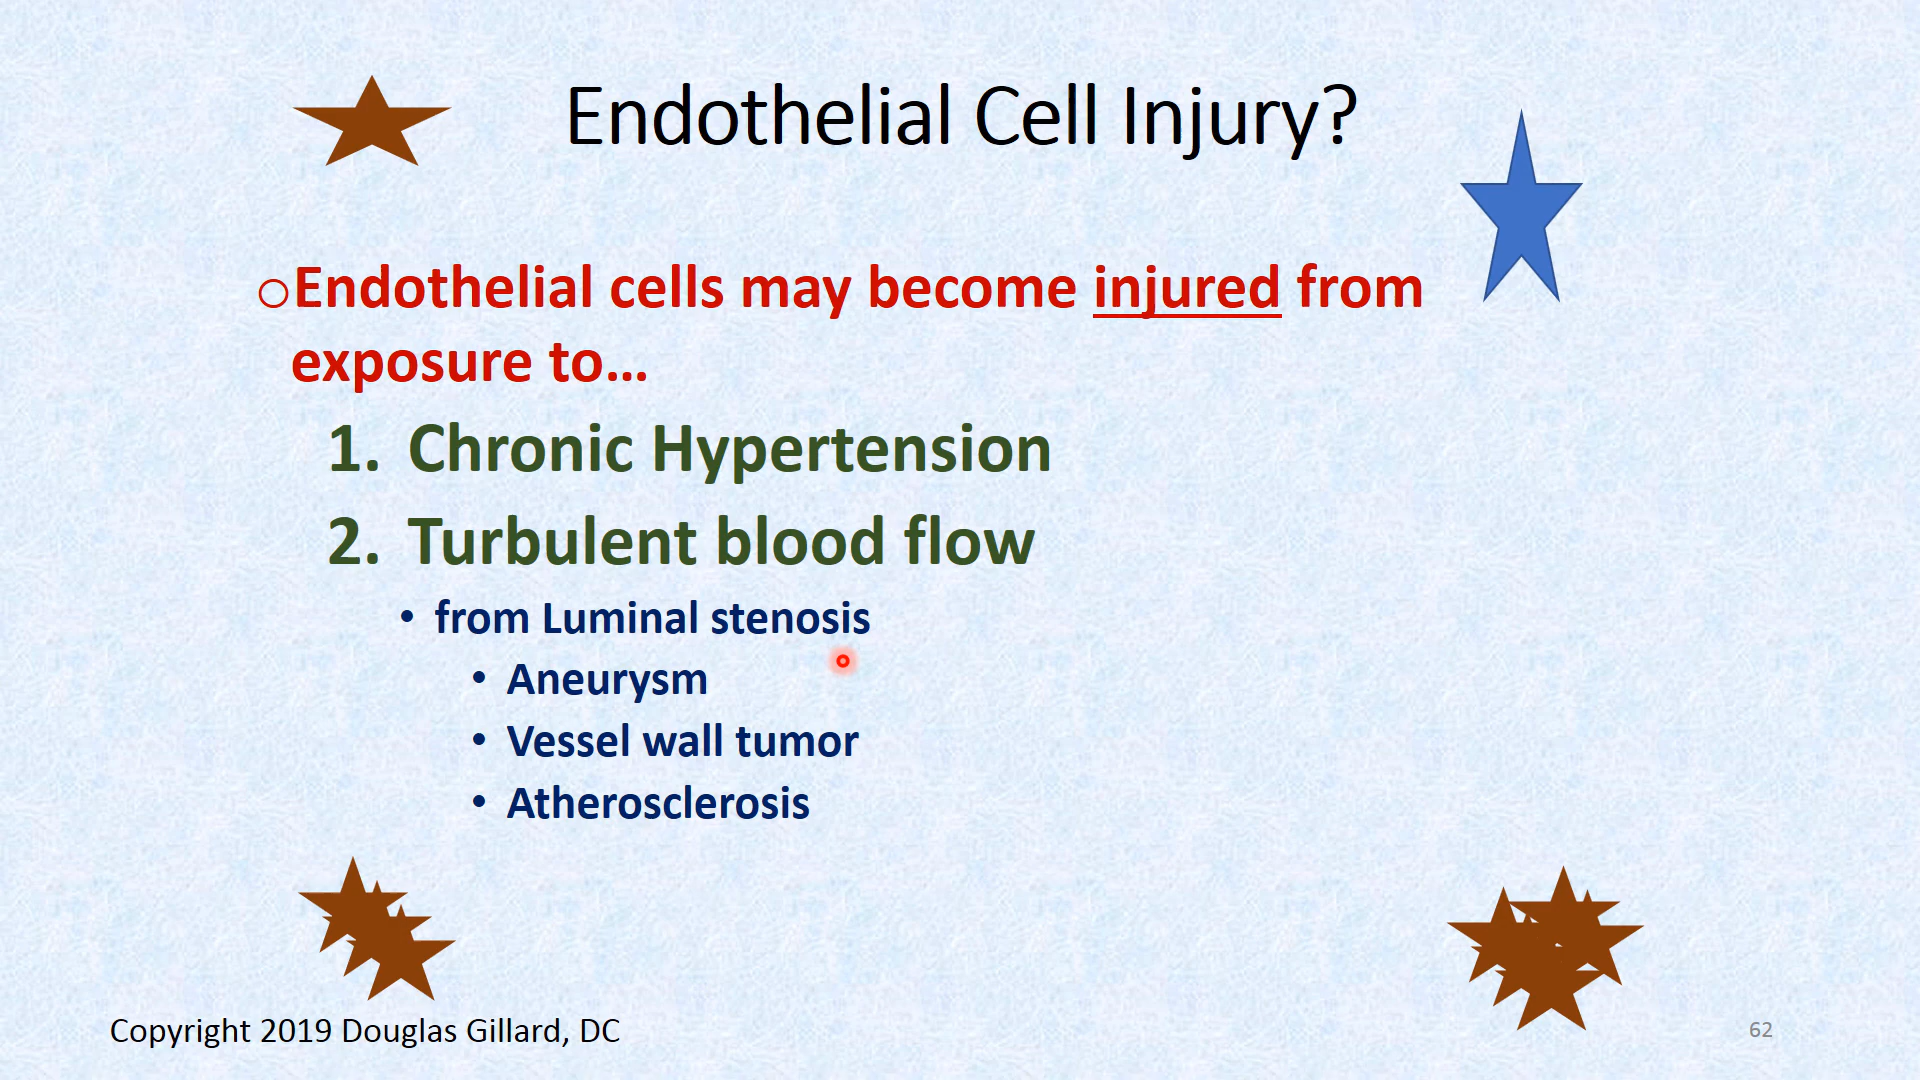 Endothelial Cell Injury?
Endothelial cells may become injured from
exposure to...
1. Chronic Hypertension
2. Turbulent blood flow
• from Luminal stenosis
• Aneurysm
• Vessel wall tumor
• Atherosclerosis
Copyright 2019 Douglas Gillard, DC
62